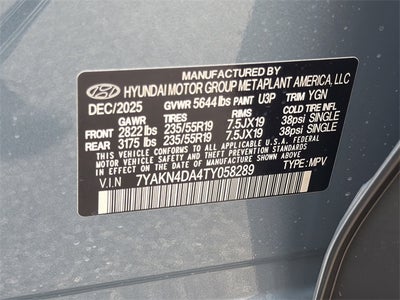 MANUFACTURED BY
HYUNDAI MOTOR GROUP METAPLANT AMERICA, LLC
DEC/2025 GVWR 5644 lbs PAINT U3P TRIM YGN
GAWR TIRES RIMS COLD TIRE INF.
FRONT 2822 lbs 235/55R19 7.5JX19 38psi SINGLE
REAR 3175 lbs 235/55R19 7.5JX19 38psi SINGLE
THIS VEHICLE CONFORMS TO ALL APPLICABLE U.S.A FEDERAL
MOTOR VEHICLE SAFETY, BUMPER, AND THEFT PREVENTION STANDARDS
IN EFFECT ON THE DATE OF MANUFACTURE SHOWN ABOVE.
V.I.N 7YAKN4DA4TY058289 TYPE: MPV